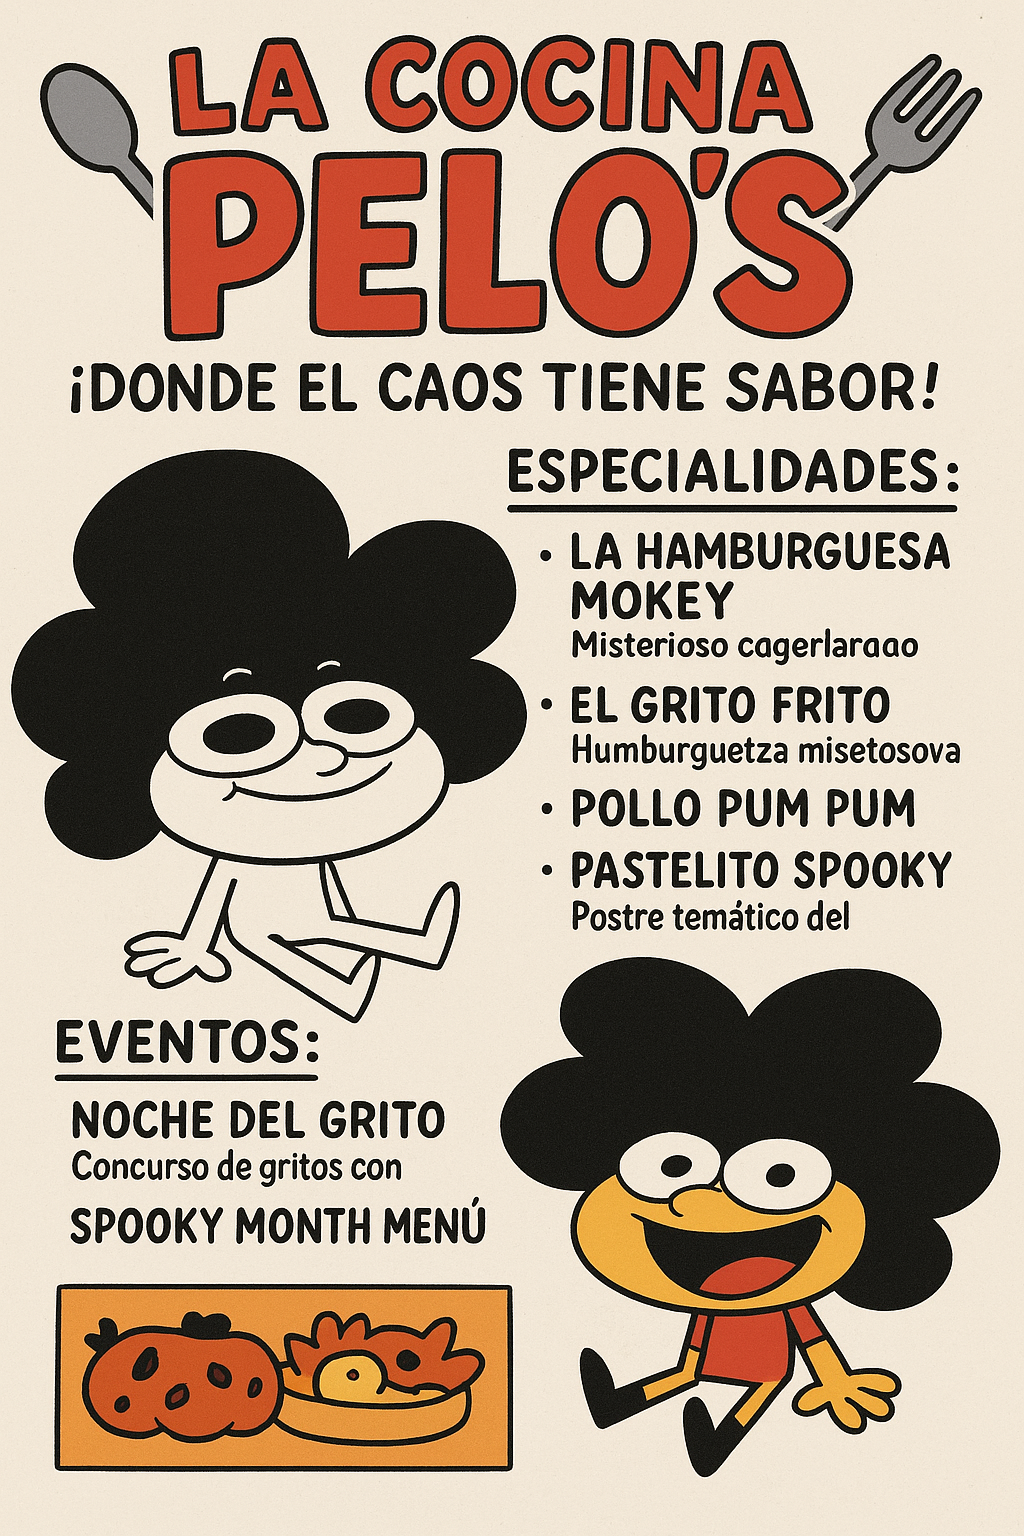 LA COCINA
PELO'S
¡DONDE EL CAOS TIENE SABOR!
ESPECIALIDADES:
• LA HAMBURGUESA
MOKEY
Misterioso cagerlaraao
• EL GRITO FRITO
Humburguetza misetosova
• POLLO PUM PUM
• PASTELITO SPOOKY
Postre temático del
EVENTOS:
NOCHE DEL GRITO
Concurso de gritos con
SPOOKY MONTH MENÚ